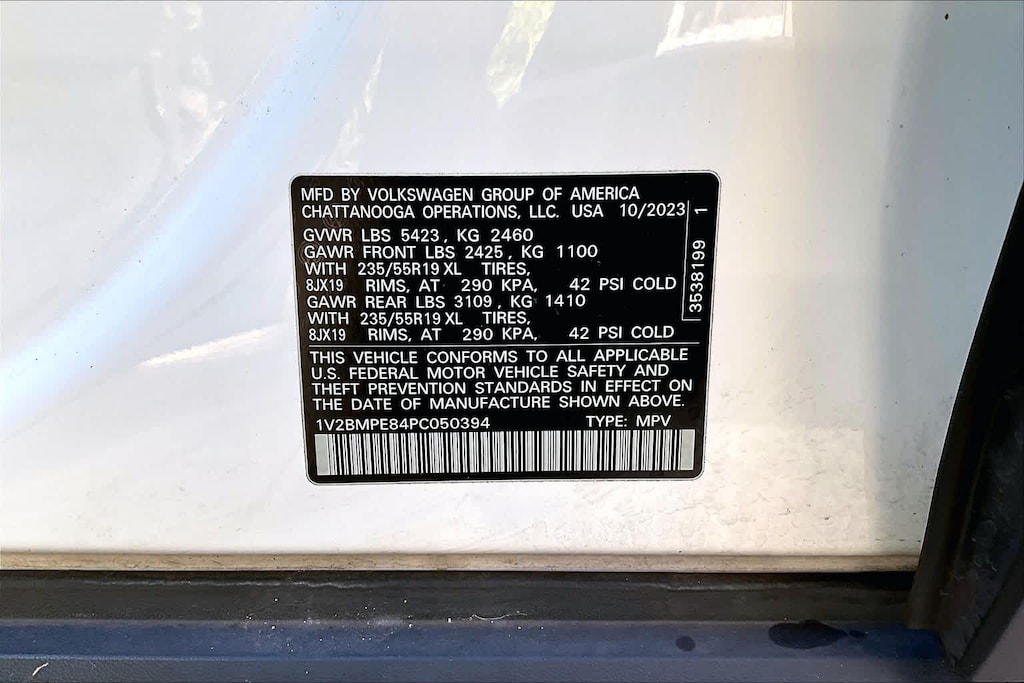 MFD BY VOLKSWAGEN GROUP OF AMERICA
CHATTANOOGA OPERATIONS, LLC. USA 10/2023
GVWR LBS 5423, KG 2460
GAWR FRONT LBS 2425, KG 1100
WITH 235/55R19 XL TIRES,
8JX19 RIMS, AT 290 KPA, 42 PSI COLD
GAWR REAR LBS 3109, KG 1410
WITH 235/55R19 XL TIRES,
8JX19 RIMS, AT 290 KPA, 42 PSI COLD
3538199 1
THIS VEHICLE CONFORMS TO ALL APPLICABLE
U.S. FEDERAL MOTOR VEHICLE SAFETY AND
THEFT PREVENTION STANDARDS IN EFFECT ON
THE DATE OF MANUFACTURE SHOWN ABOVE.
1V2BMPE84PC050394 TYPE: MPV